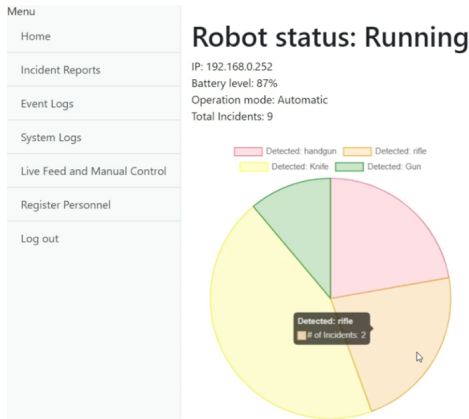 Menu
Home
Incident Reports
Event Logs
System Logs
Live Feed and Manual Control
Register Personnel
Log out
Robot status: Running
IP: 192.168.0.252
Battery level: 87%
Operation mode: Automatic
Total Incidents: 9
Detected: handgun Detected: rifle
Detected: Knife Detected: Gun
Detected: rifle
# of Incidents: 2